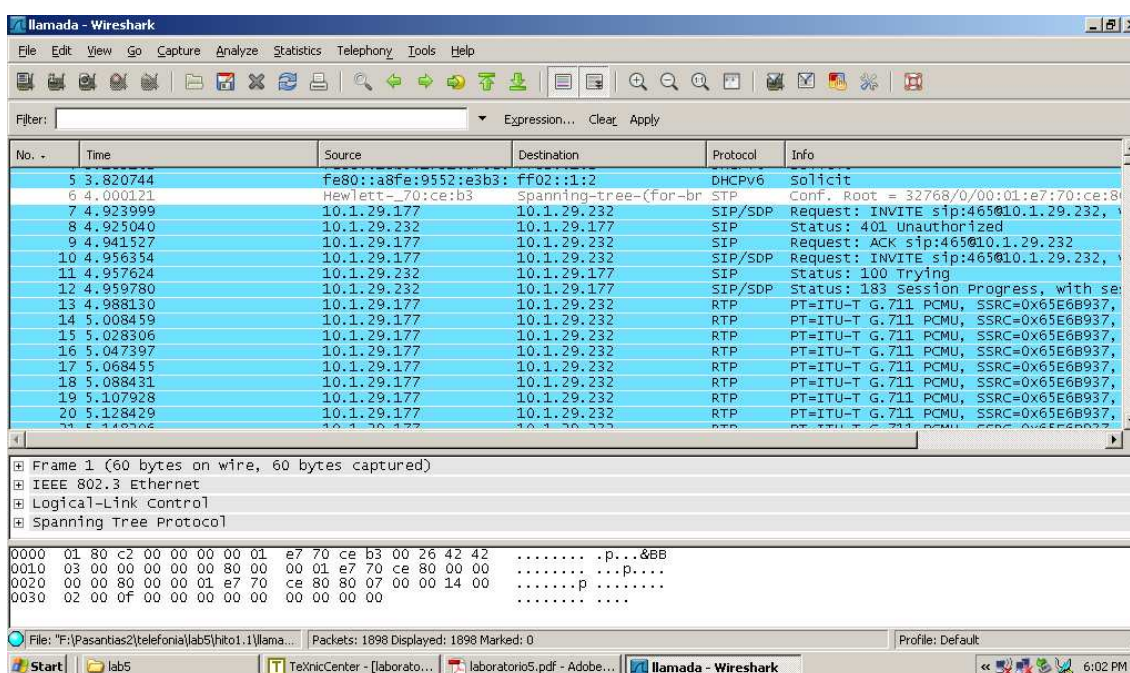 llamada - Wireshark
File Edit View Go Capture Analyze Statistics Telephony Tools Help
Filter: Expression... Clear Apply
No. Time Source Destination Protocol Info
5 3.820744 fe80::a8fe:9552:e3b3: ff02::1:2 DHCPv6 Solicit
6 4.000121 Hewlett-_70:ce:b3 Spanning-tree-(for-br STP Conf. Root = 32768/0/00:01:e7:70:ce:80
7 4.923999 10.1.29.177 10.1.29.232 SIP/SDP Request: INVITE sip:465@10.1.29.232,
8 4.925040 10.1.29.232 10.1.29.177 SIP Status: 401 Unauthorized
9 4.941527 10.1.29.177 10.1.29.232 SIP Request: ACK sip:465@10.1.29.232
10 4.956354 10.1.29.177 10.1.29.232 SIP/SDP Request: INVITE sip:465@10.1.29.232,
11 4.957624 10.1.29.232 10.1.29.177 SIP Status: 100 Trying
12 4.959780 10.1.29.232 10.1.29.177 SIP/SDP Status: 183 Session Progress, with ses
13 4.988130 10.1.29.177 10.1.29.232 RTP PT=ITU-T G.711 PCMU, SSRC=0x65E6B937,
14 5.008459 10.1.29.177 10.1.29.232 RTP PT=ITU-T G.711 PCMU, SSRC=0x65E6B937,
15 5.028306 10.1.29.177 10.1.29.232 RTP PT=ITU-T G.711 PCMU, SSRC=0x65E6B937,
16 5.047397 10.1.29.177 10.1.29.232 RTP PT=ITU-T G.711 PCMU, SSRC=0x65E6B937,
17 5.068455 10.1.29.177 10.1.29.232 RTP PT=ITU-T G.711 PCMU, SSRC=0x65E6B937,
18 5.088431 10.1.29.177 10.1.29.232 RTP PT=ITU-T G.711 PCMU, SSRC=0x65E6B937,
19 5.107928 10.1.29.177 10.1.29.232 RTP PT=ITU-T G.711 PCMU, SSRC=0x65E6B937,
20 5.128429 10.1.29.177 10.1.29.232 RTP PT=ITU-T G.711 PCMU, SSRC=0x65E6B937,
Frame 1 (60 bytes on wire, 60 bytes captured)
IEEE 802.3 Ethernet
Logical-Link Control
Spanning Tree Protocol
0000 01 80 c2 00 00 00 00 01 e7 70 ce b3 00 26 42 42 ........ .p...&BB
0010 03 00 00 00 00 00 80 00 00 01 e7 70 ce 80 00 00 ........ ...p....
0020 00 00 80 00 00 01 e7 70 ce 80 80 07 00 00 14 00 .......p ........
0030 02 00 0f 00 00 00 00 00 00 00 00 00 ........ ....
File: "F:\Pasantias2\telefonia\lab5\hito1.1\llama... Packets: 1898 Displayed: 1898 Marked: 0 Profile: Default
Start lab5 TeXnicCenter - [laborato... laboratorio5.pdf - Adobe... llamada - Wireshark 6:02 PM